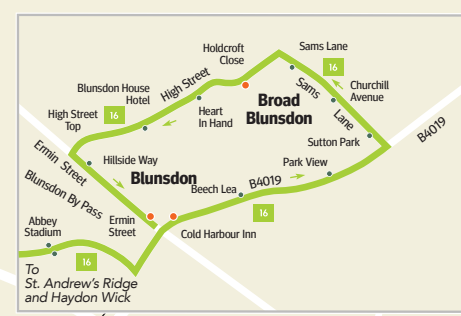 Holdcroft
Close
Sams Lane
16
Churchill
Avenue
Blunsdon House
Hotel
High Street
Sams
Lane
High Street
Top
16
Heart
In Hand
Broad
Blunsdon
Sutton Park
B4019
Ermin Street
Hillside Way
Blunsdon
Park View
B4019
Beech Lea
Blunsdon By Pass
16
Abbey
Stadium
Ermin
Street
Cold Harbour Inn
16
To
St. Andrew's Ridge
and Haydon Wick